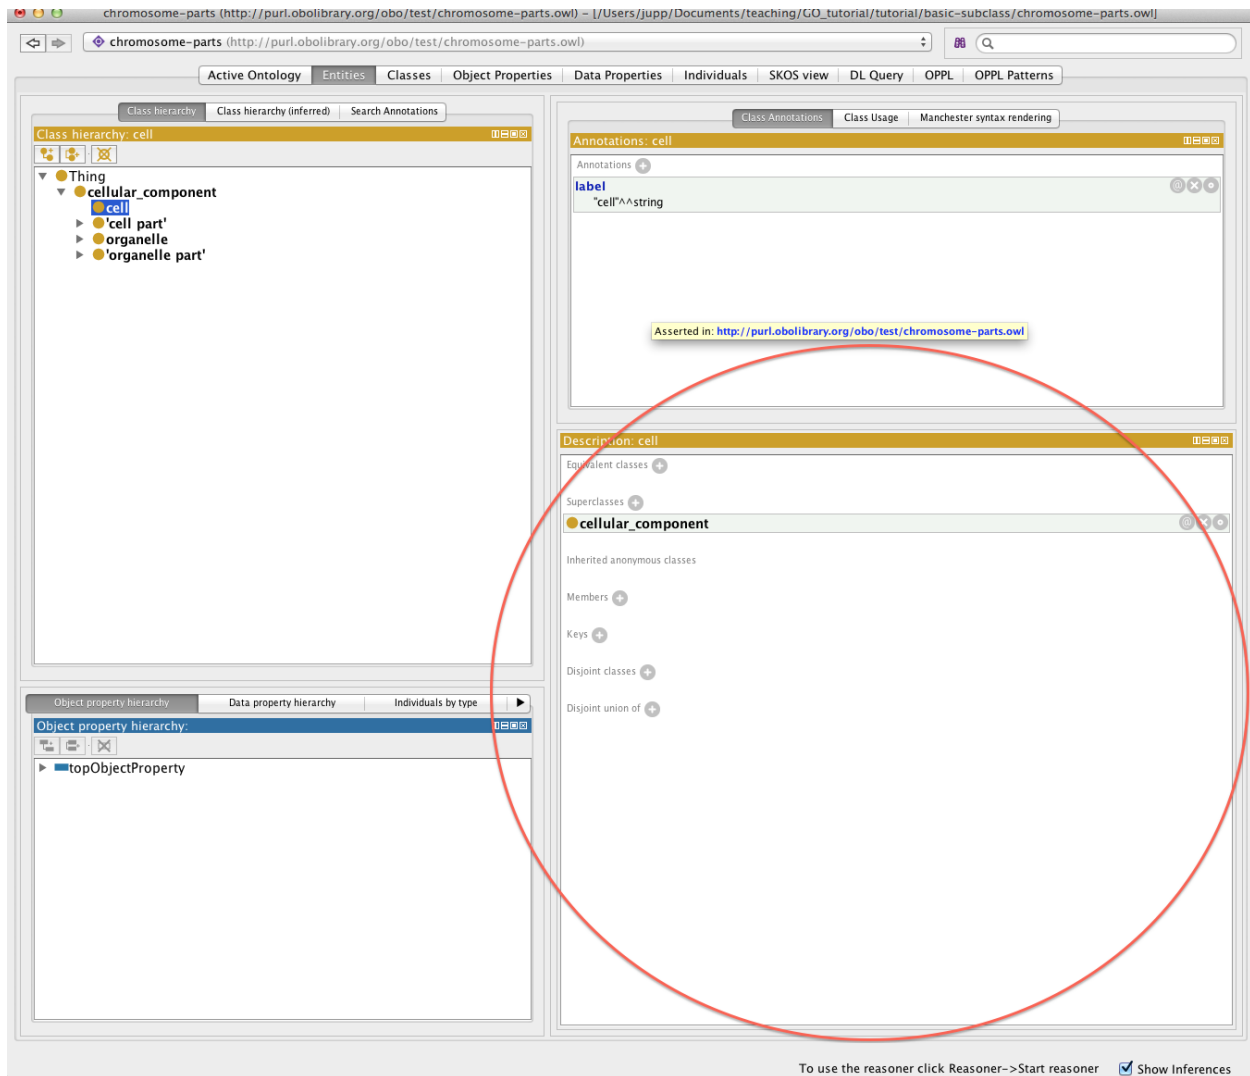 chromosome-parts (http://purl.obolibrary.org/obo/test/chromosome-parts.owl) – [/Users/jupp/Documents/teaching/GO_tutorial/tutorial/basic-subclass/chromosome-parts.owl]
chromosome-parts (http://purl.obolibrary.org/obo/test/chromosome-parts.owl)
Active Ontology Entities Classes Object Properties Data Properties Individuals SKOS view DL Query OPPL OPPL Patterns
Class hierarchy Class hierarchy (inferred) Search Annotations
Class hierarchy: cell
Thing
cellular_component
cell
'cell part'
organelle
'organelle part'
Class Annotations Class Usage Manchester syntax rendering
Annotations: cell
Annotations
label
"cell"^^string
Asserted in: http://purl.obolibrary.org/obo/test/chromosome-parts.owl
Description: cell
Equivalent classes
Superclasses
cellular_component
Inherited anonymous classes
Members
Keys
Disjoint classes
Disjoint union of
Object property hierarchy Data property hierarchy Individuals by type
Object property hierarchy:
topObjectProperty
To use the reasoner click Reasoner->Start reasoner Show Inferences